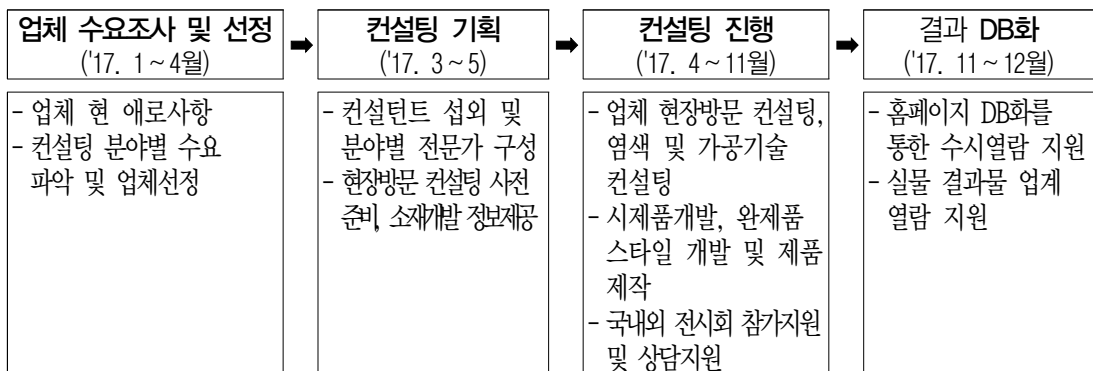 업체 수요조사 및 선정
('17. 1~4월)
- 업체 현 애로사항
- 컨설팅 분야별 수요
파악 및 업체선정
➡
컨설팅 기획
('17. 3~5)
- 컨설턴트 섭외 및
분야별 전문가 구성
- 현장방문 컨설팅 사전
준비, 소재개발 정보제공
➡
컨설팅 진행
('17. 4~11월)
- 업체 현장방문 컨설팅,
염색 및 가공기술
컨설팅
- 시제품개발, 완제품
스타일 개발 및 제품
제작
- 국내외 전시회 참가지원
및 상담지원
➡
결과 DB화
('17. 11~12월)
- 홈페이지 DB화를
통한 수시열람 지원
- 실물 결과물 업계
열람 지원